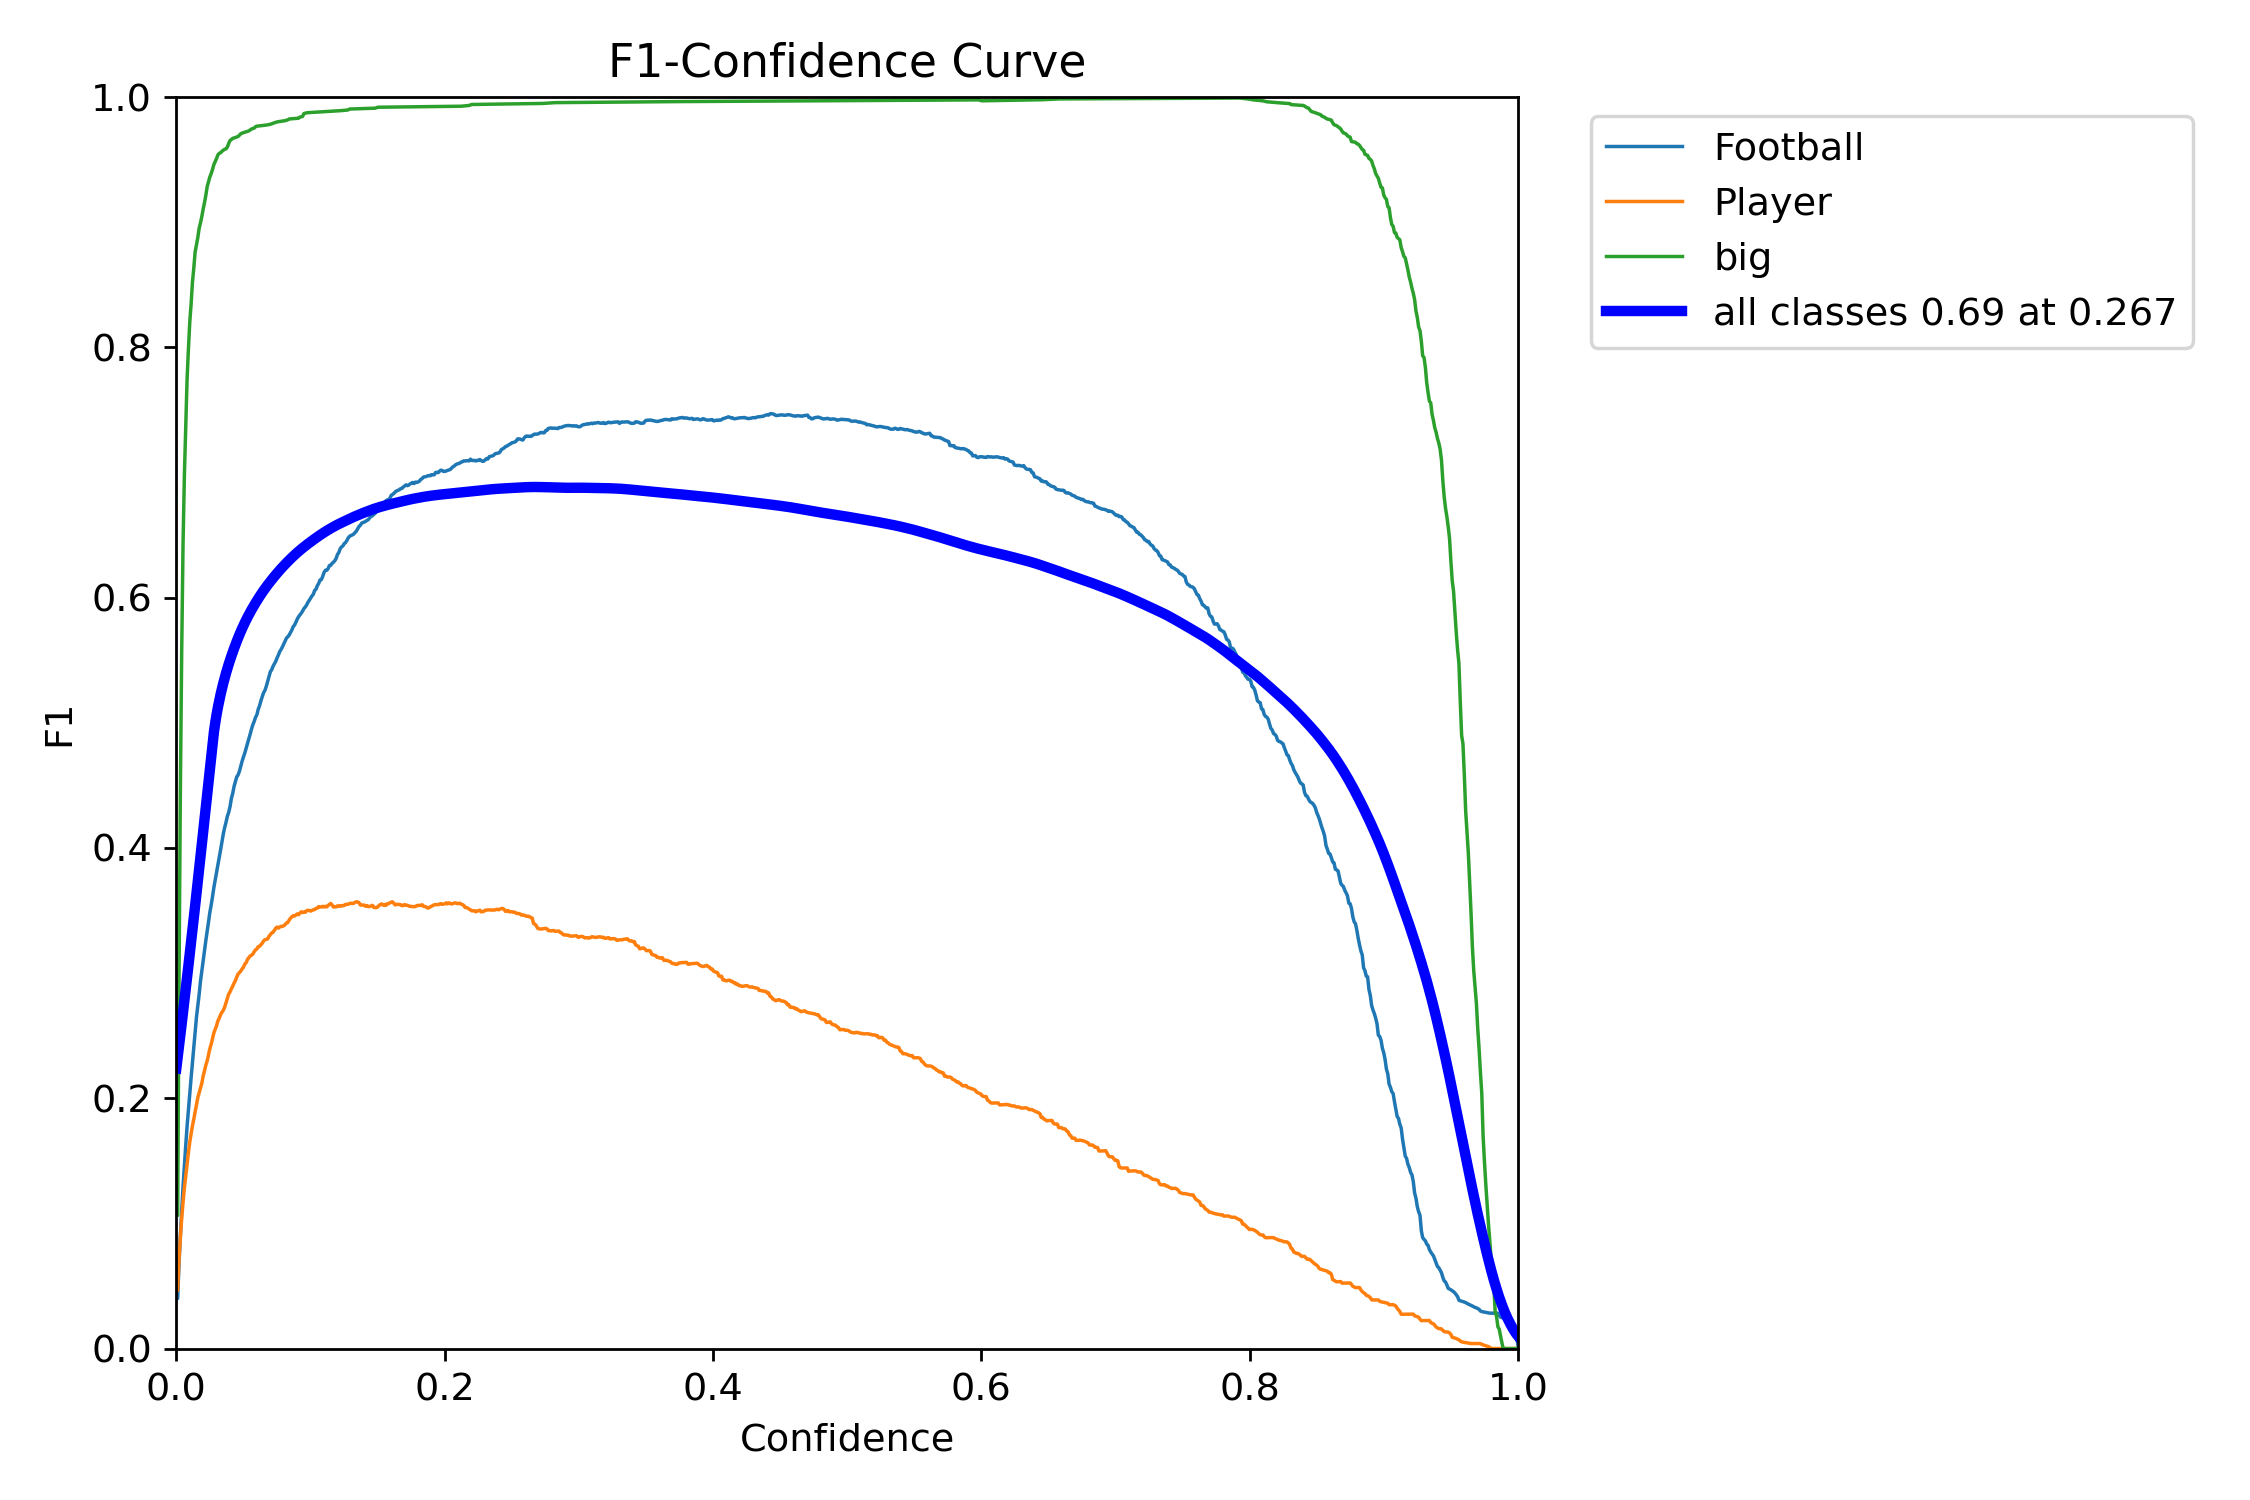 F1-Confidence Curve
1.0
0.8
0.6
0.4
0.2
0.0
F1
0.0 0.2 0.4 0.6 0.8 1.0
Confidence
Football
Player
big
all classes 0.69 at 0.267